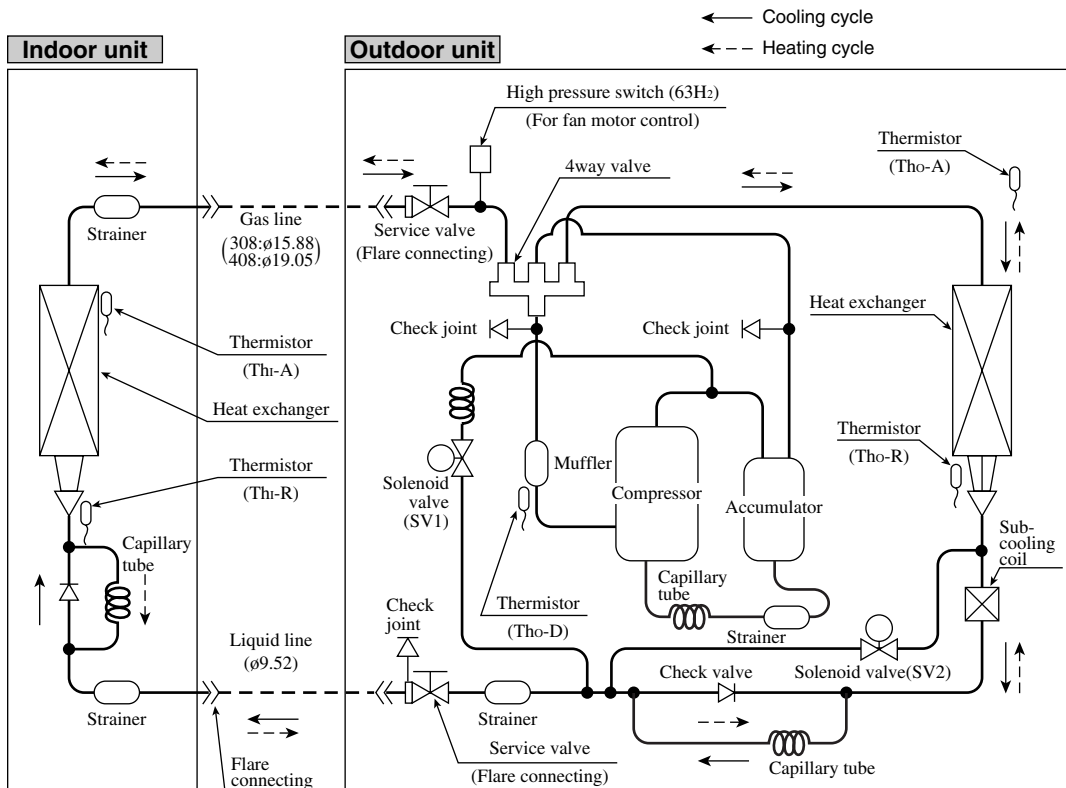 Cooling cycle
Heating cycle
Indoor unit
Outdoor unit
High pressure switch (63H2)
(For fan motor control)
4way valve
Thermistor
(Tho-A)
Strainer
Gas line
(308:ø15.88
408:ø19.05)
Service valve
(Flare connecting)
Check joint
Check joint
Heat exchanger
Thermistor
(ThI-A)
Heat exchanger
Thermistor
(ThI-R)
Capillary
tube
Solenoid
valve
(SV1)
Muffler
Compressor
Accumulator
Thermistor
(Tho-R)
Sub-
cooling
coil
Capillary
tube
Strainer
Thermistor
(Tho-D)
Check
joint
Liquid line
(ø9.52)
Strainer
Strainer
Check valve
Solenoid valve(SV2)
Service valve
(Flare connecting)
Capillary tube
Flare
connecting